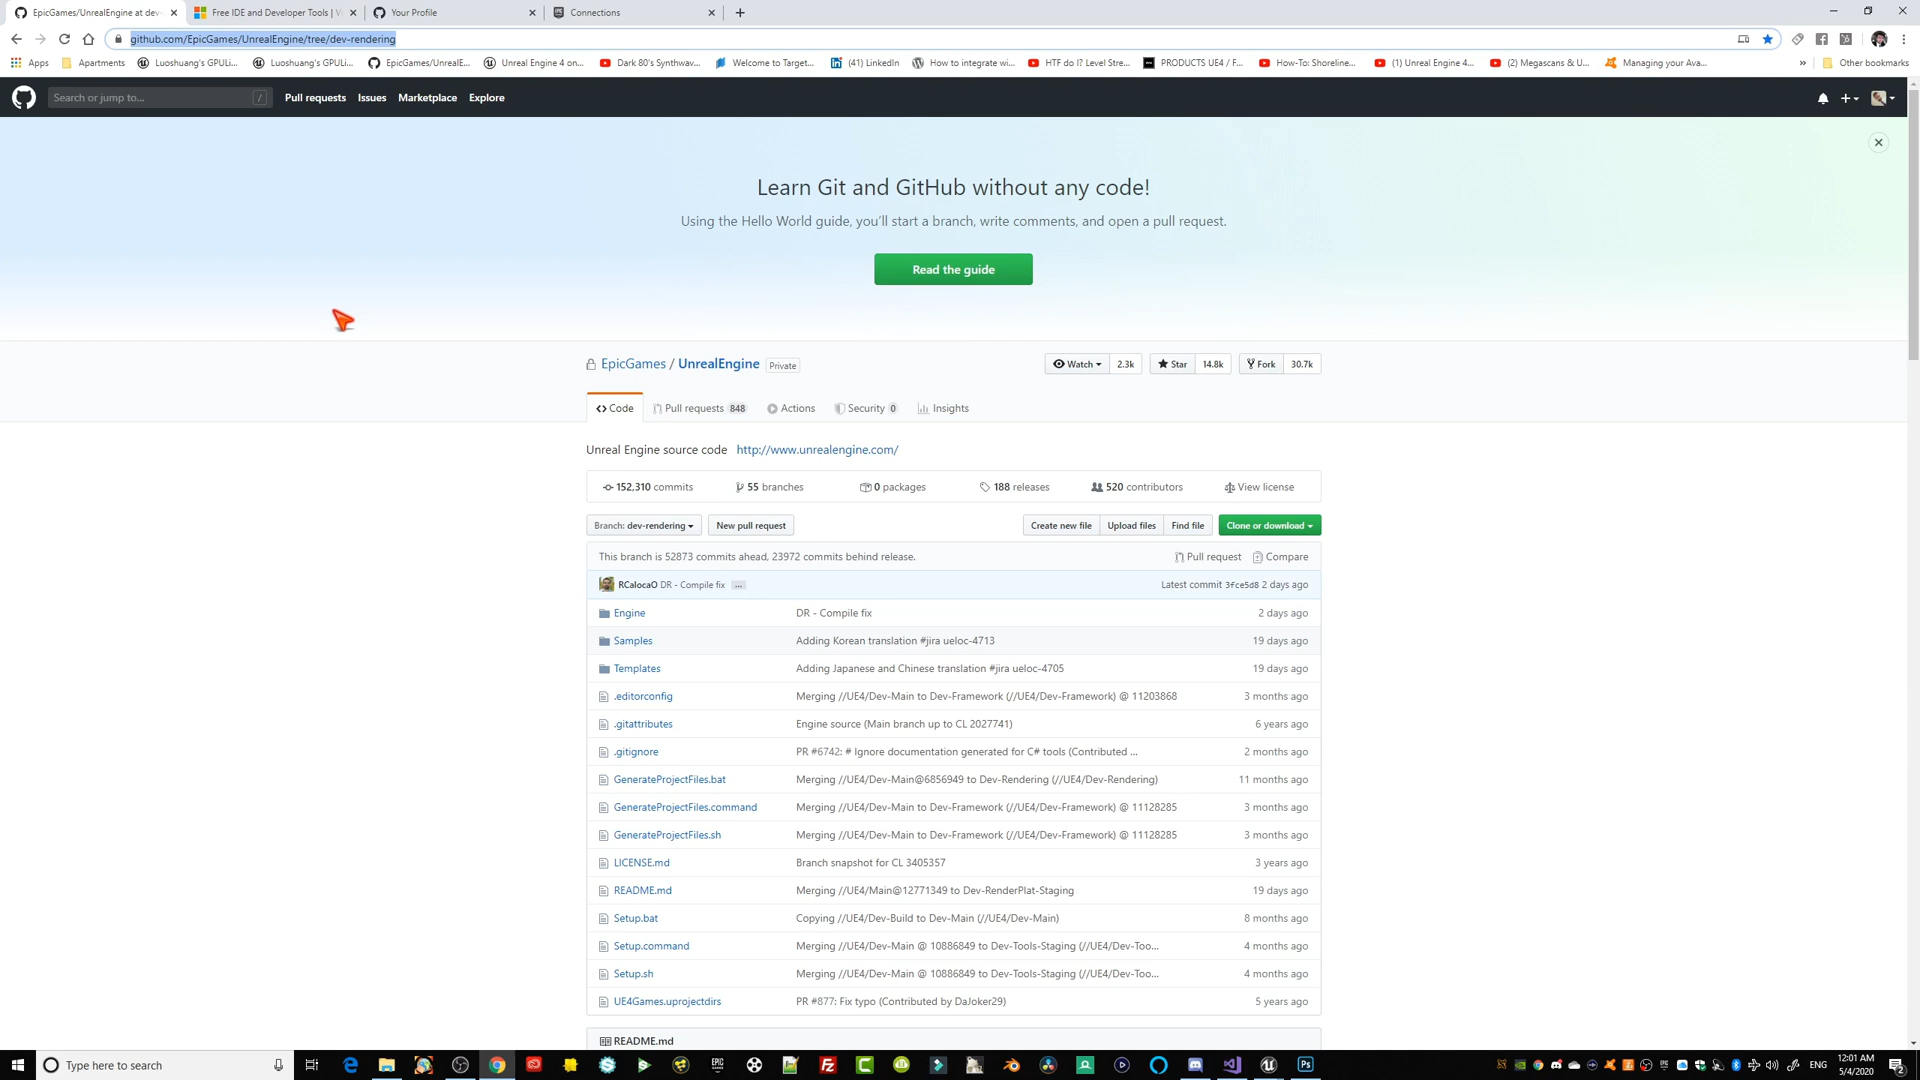 EpicGames/UnrealEngine at dev-
Free IDE and Developer Tools | V
Your Profile
Connections
github.com/EpicGames/UnrealEngine/tree/dev-rendering
Apps
Apartments
Luoshuang's GPULi...
Luoshuang's GPULi...
EpicGames/UnrealE...
Unreal Engine 4 on...
Dark 80's Synthwav...
Welcome to Target...
(41) LinkedIn
How to integrate wi...
HTF do I? Level Stre...
PRODUCTS UE4 / F...
How-To: Shoreline...
(1) Unreal Engine 4...
(2) Megascans & U...
Managing your Ava...
»
Other bookmarks
Search or jump to...
/
Pull requests
Issues
Marketplace
Explore
Learn Git and GitHub without any code!
Using the Hello World guide, you'll start a branch, write comments, and open a pull request.
Read the guide
EpicGames / UnrealEngine Private
Watch 2.3k
Star 14.8k
Fork 30.7k
Code
Pull requests 848
Actions
Security 0
Insights
Unreal Engine source code http://www.unrealengine.com/
152,310 commits
55 branches
0 packages
188 releases
520 contributors
View license
Branch: dev-rendering
New pull request
Create new file
Upload files
Find file
Clone or download
This branch is 52873 commits ahead, 23972 commits behind release.
Pull request
Compare
RCalocaO DR - Compile fix ...
Latest commit 3fce5d8 2 days ago
Engine DR - Compile fix 2 days ago
Samples Adding Korean translation #jira ueloc-4713 19 days ago
Templates Adding Japanese and Chinese translation #jira ueloc-4705 19 days ago
.editorconfig Merging //UE4/Dev-Main to Dev-Framework (//UE4/Dev-Framework) @ 11203868 3 months ago
.gitattributes Engine source (Main branch up to CL 2027741) 6 years ago
.gitignore PR #6742: # Ignore documentation generated for C# tools (Contributed ... 2 months ago
GenerateProjectFiles.bat Merging //UE4/Dev-Main@6856949 to Dev-Rendering (//UE4/Dev-Rendering) 11 months ago
GenerateProjectFiles.command Merging //UE4/Dev-Main to Dev-Framework (//UE4/Dev-Framework) @ 11128285 3 months ago
GenerateProjectFiles.sh Merging //UE4/Dev-Main to Dev-Framework (//UE4/Dev-Framework) @ 11128285 3 months ago
LICENSE.md Branch snapshot for CL 3405357 3 years ago
README.md Merging //UE4/Main@12771349 to Dev-RenderPlat-Staging 19 days ago
Setup.bat Copying //UE4/Dev-Build to Dev-Main (//UE4/Dev-Main) 8 months ago
Setup.command Merging //UE4/Dev-Main @ 10886849 to Dev-Tools-Staging (//UE4/Dev-Too... 4 months ago
Setup.sh Merging //UE4/Dev-Main @ 10886849 to Dev-Tools-Staging (//UE4/Dev-Too... 4 months ago
UE4Games.uprojectdirs PR #877: Fix typo (Contributed by DaJoker29) 5 years ago
README.md
Type here to search
ENG
12:01 AM
5/4/2020